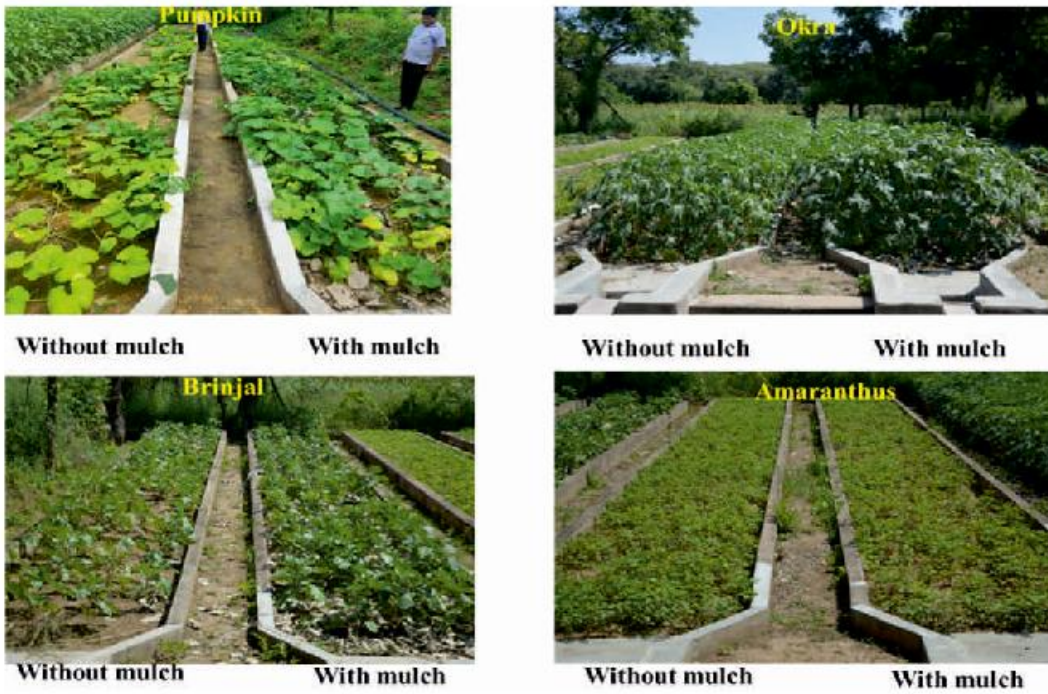 Pumpkin
Okra
Without mulch
With mulch
Without mulch
With mulch
Brinjal
Amaranthus
Without mulch
With mulch
Without mulch
With mulch